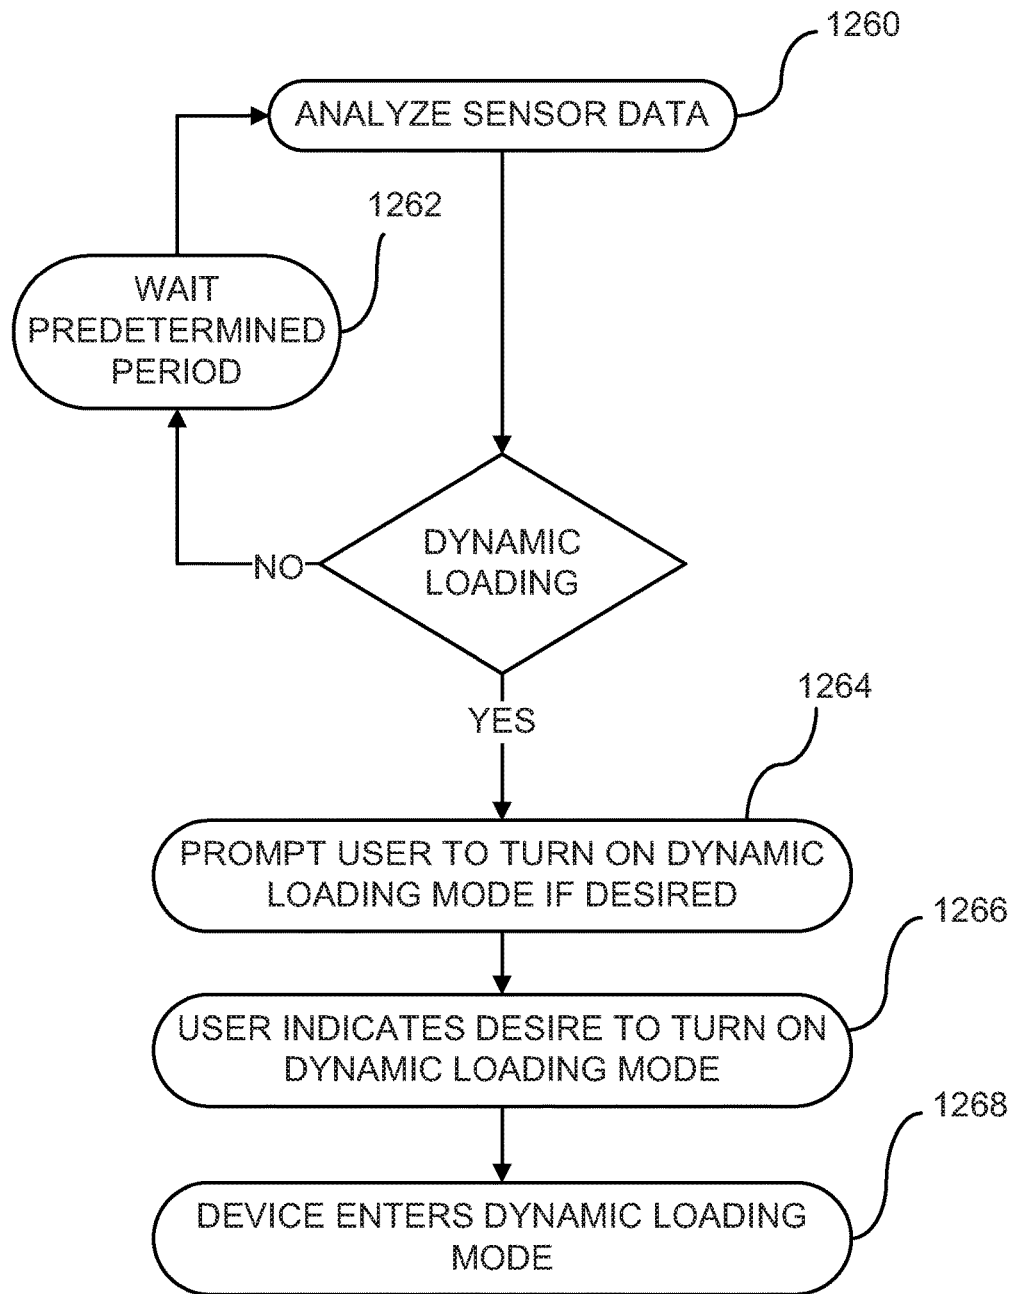 1260
ANALYZE SENSOR DATA
1262
WAIT
PREDETERMINED
PERIOD
DYNAMIC
LOADING
NO
YES
1264
PROMPT USER TO TURN ON DYNAMIC
LOADING MODE IF DESIRED
1266
USER INDICATES DESIRE TO TURN ON
DYNAMIC LOADING MODE
1268
DEVICE ENTERS DYNAMIC LOADING
MODE